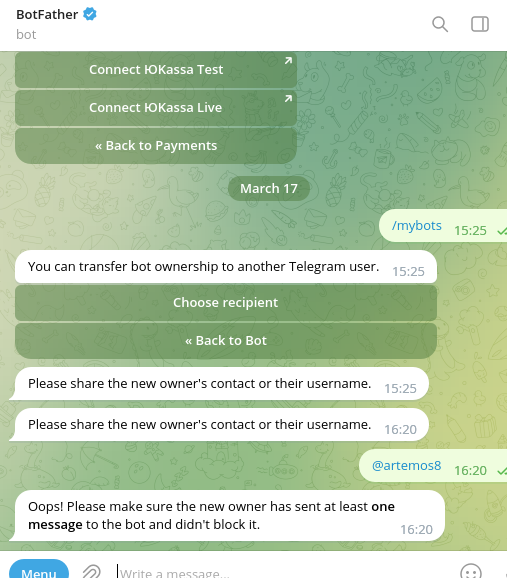 BotFather
bot
Connect ЮKassa Test
Connect ЮKassa Live
« Back to Payments
March 17
/mybots 15:25
You can transfer bot ownership to another Telegram user. 15:25
Choose recipient
« Back to Bot
Please share the new owner's contact or their username. 15:25
Please share the new owner's contact or their username. 16:20
@artemos8 16:20
Oops! Please make sure the new owner has sent at least one
message to the bot and didn't block it. 16:20
Menu
Write a message...